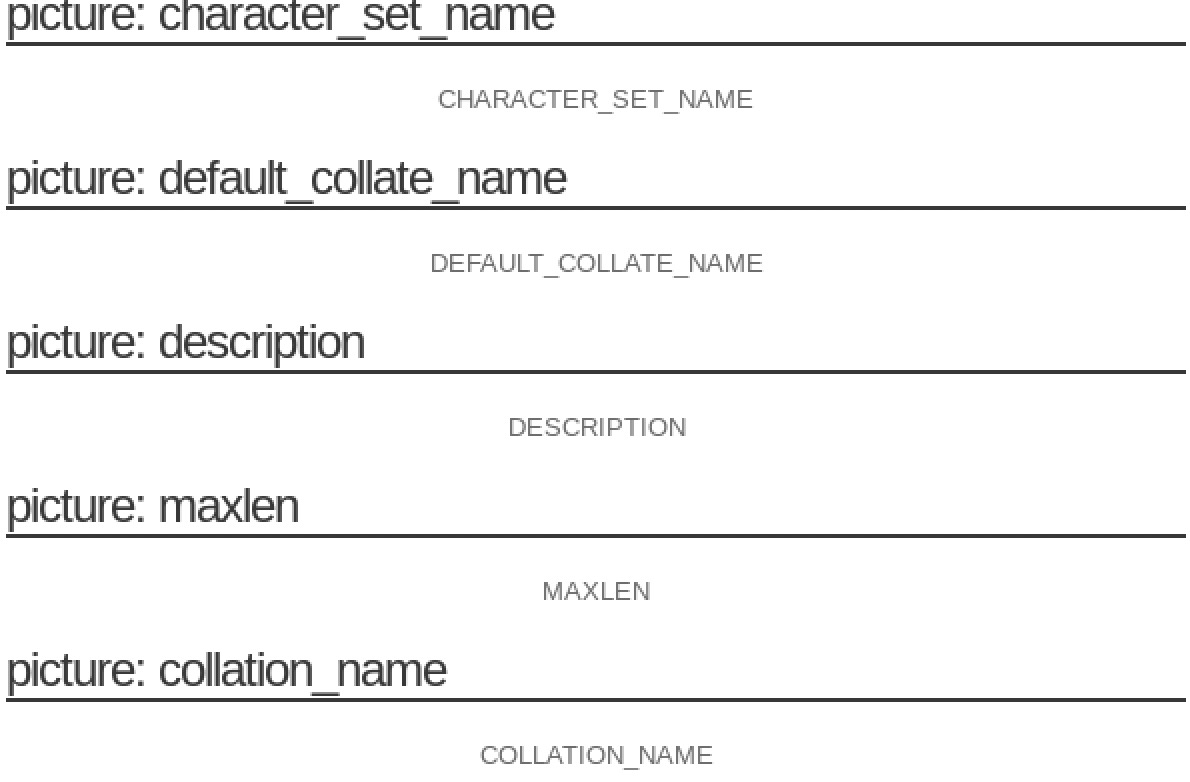 picture: character_set_name
CHARACTER_SET_NAME
picture: default_collate_name
DEFAULT_COLLATE_NAME
picture: description
DESCRIPTION
picture: maxlen
MAXLEN
picture: collation_name
COLLATION_NAME